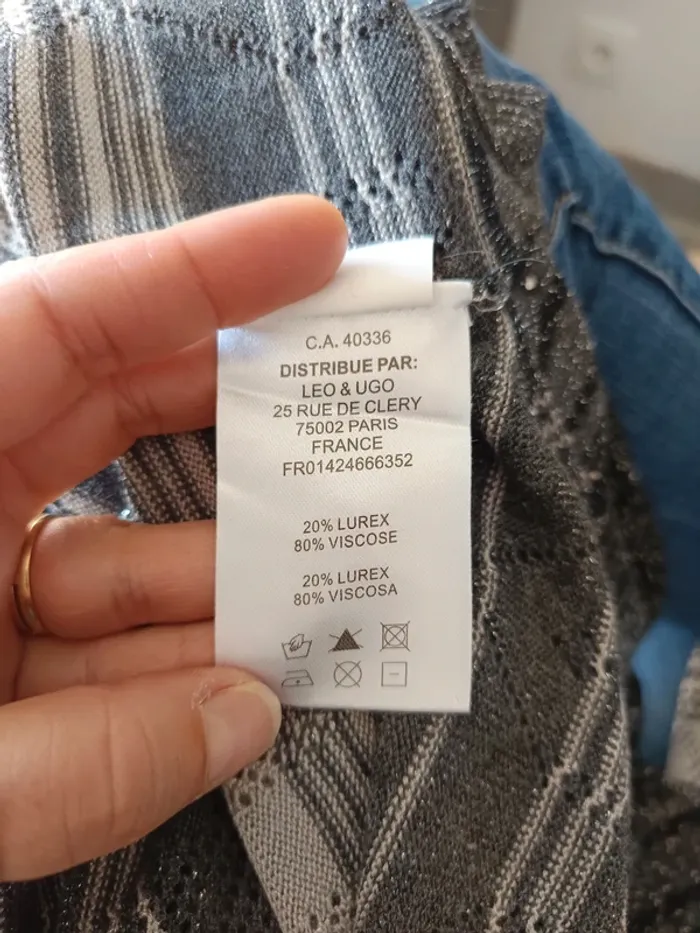 C.A. 40336
DISTRIBUE PAR:
LEO & UGO
25 RUE DE CLERY
75002 PARIS
FRANCE
FR01424666352
20% LUREX
80% VISCOSE
20% LUREX
80% VISCOSA